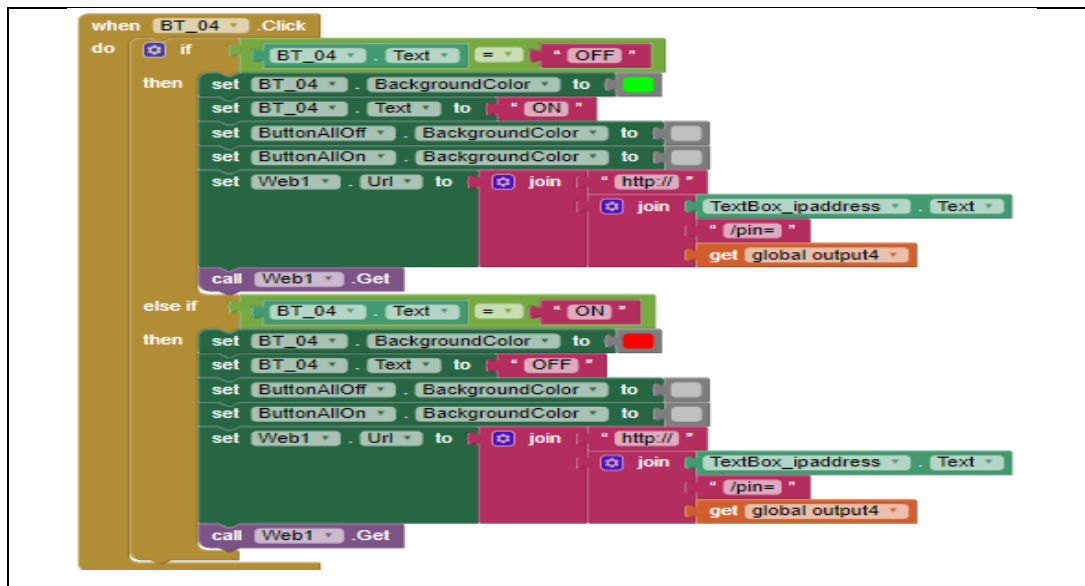 when BT_04 .Click
do if BT_04 . Text = " OFF "
then set BT_04 . BackgroundColor to
set BT_04 . Text to " ON "
set ButtonAllOff . BackgroundColor to
set ButtonAllOn . BackgroundColor to
set Web1 . Url to join " http:// "
join TextBox_ipaddress . Text
" /pin= "
get global output4
call Web1 .Get
else if BT_04 . Text = " ON "
then set BT_04 . BackgroundColor to
set BT_04 . Text to " OFF "
set ButtonAllOff . BackgroundColor to
set ButtonAllOn . BackgroundColor to
set Web1 . Url to join " http:// "
join TextBox_ipaddress . Text
" /pin= "
get global output4
call Web1 .Get